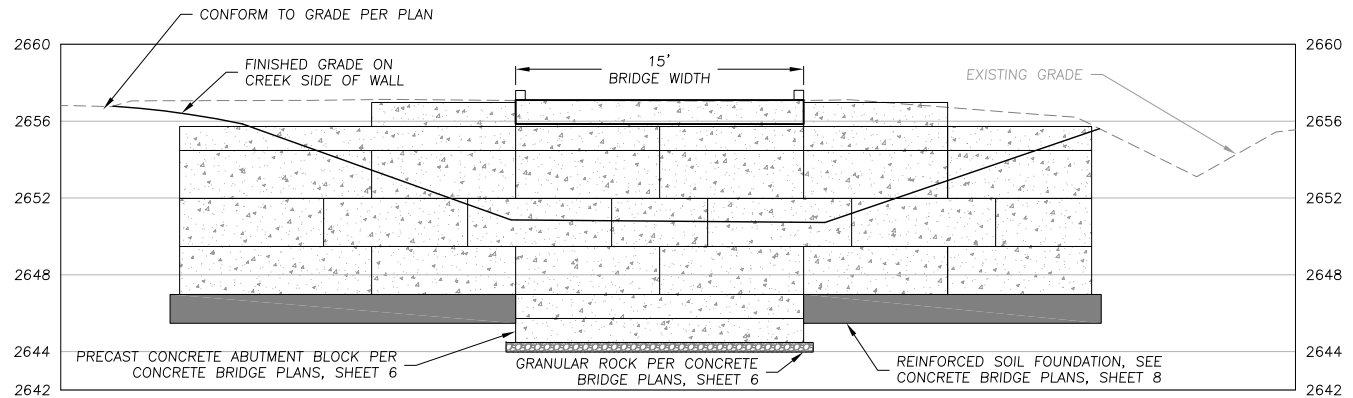 CONFORM TO GRADE PER PLAN
2660
2660
FINISHED GRADE ON
CREEK SIDE OF WALL
15'
BRIDGE WIDTH
EXISTING GRADE
2656
2656
2652
2652
2648
2648
2644
2644
PRECAST CONCRETE ABUTMENT BLOCK PER
CONCRETE BRIDGE PLANS, SHEET 6
GRANULAR ROCK PER CONCRETE
BRIDGE PLANS, SHEET 6
REINFORCED SOIL FOUNDATION, SEE
CONCRETE BRIDGE PLANS, SHEET 8
2642
2642